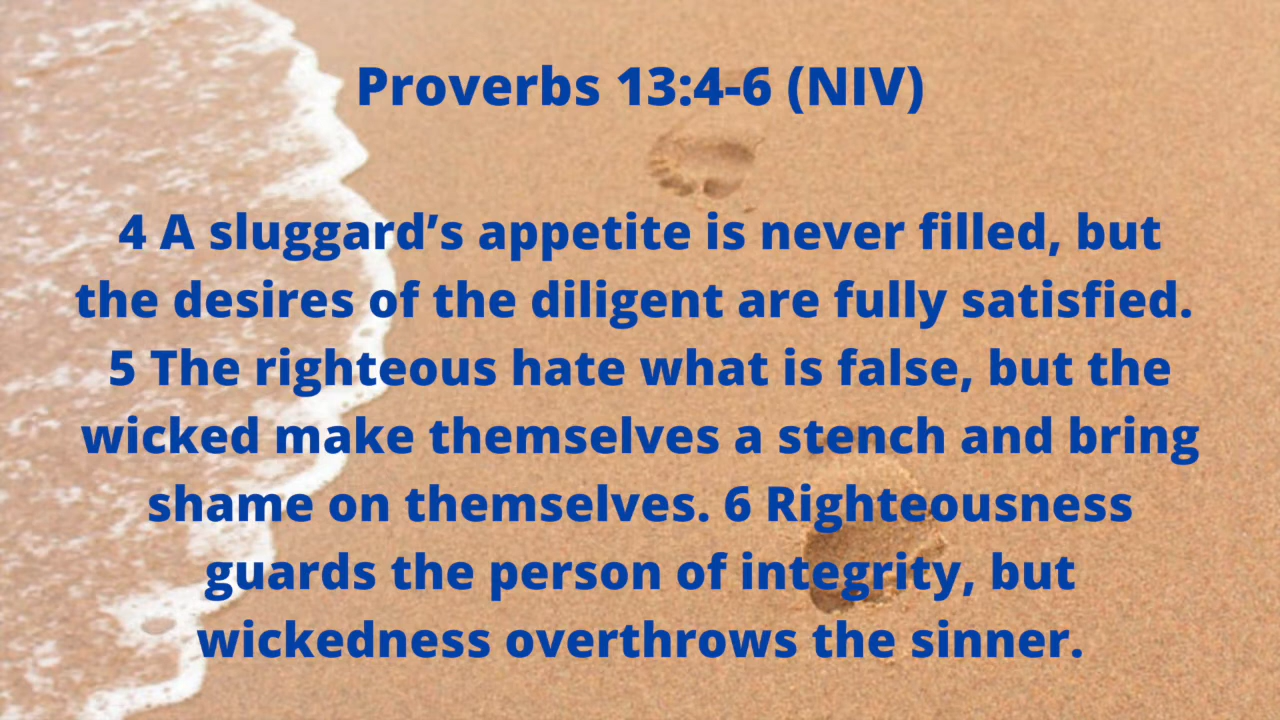 Proverbs 13:4-6 (NIV)
4 A sluggard’s appetite is never filled, but
the desires of the diligent are fully satisfied.
5 The righteous hate what is false, but the
wicked make themselves a stench and bring
shame on themselves. 6 Righteousness
guards the person of integrity, but
wickedness overthrows the sinner.